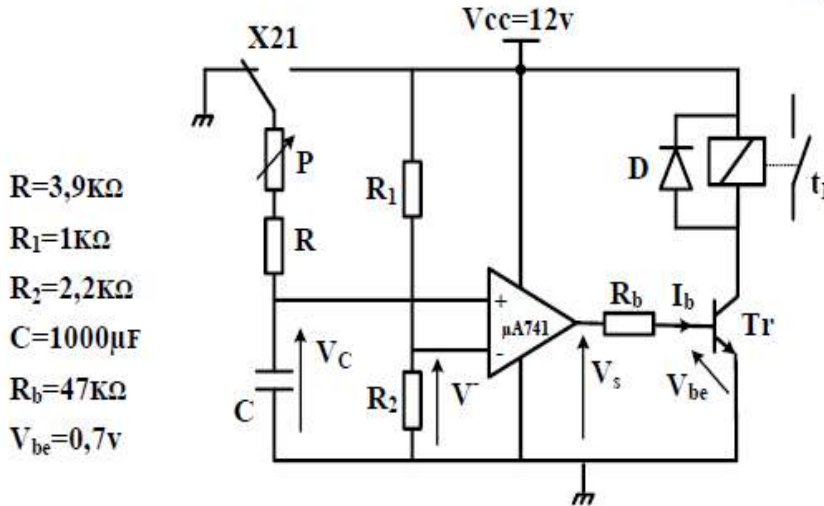 Vcc=12v
X21
P
R
R1
R2
C
VC
V-
+
-
µA741
Vs
Rb
Ib
Vbe
Tr
D
t1
R=3,9KΩ
R1=1KΩ
R2=2,2KΩ
C=1000µF
Rb=47KΩ
Vbe=0,7v